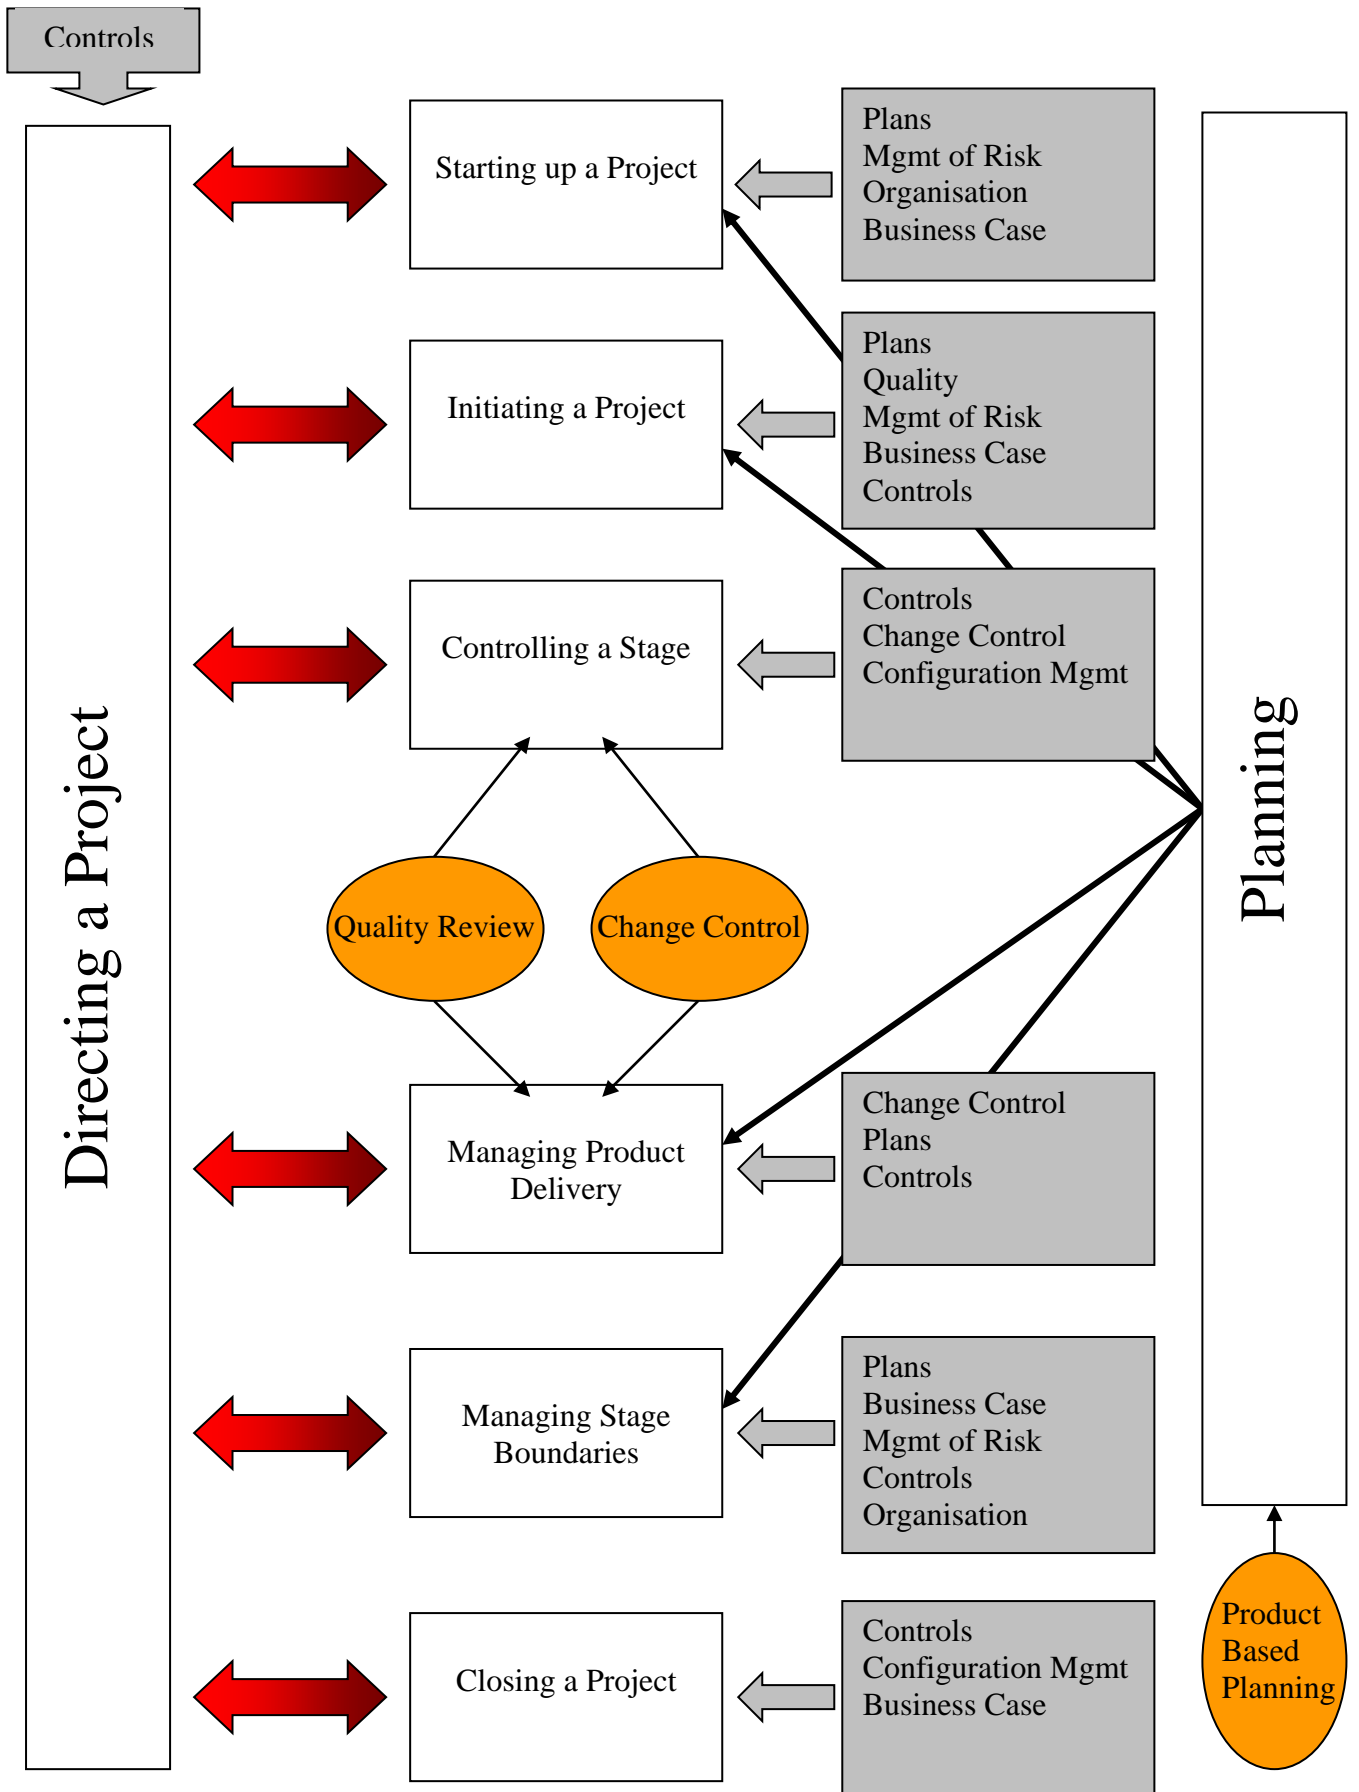 Controls
Directing a Project
Starting up a Project
Plans
Mgmt of Risk
Organisation
Business Case
Initiating a Project
Plans
Quality
Mgmt of Risk
Business Case
Controls
Controlling a Stage
Controls
Change Control
Configuration Mgmt
Planning
Quality Review
Change Control
Managing Product
Delivery
Change Control
Plans
Controls
Managing Stage
Boundaries
Plans
Business Case
Mgmt of Risk
Controls
Organisation
Product
Based
Planning
Closing a Project
Controls
Configuration Mgmt
Business Case